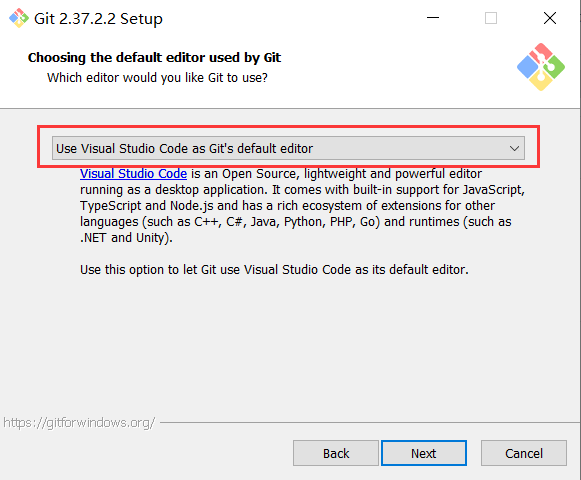 Git 2.37.2.2 Setup
Choosing the default editor used by Git
Which editor would you like Git to use?
Use Visual Studio Code as Git's default editor
Visual Studio Code is an Open Source, lightweight and powerful editor
running as a desktop application. It comes with built-in support for JavaScript,
TypeScript and Node.js and has a rich ecosystem of extensions for other
languages (such as C++, C#, Java, Python, PHP, Go) and runtimes (such as
.NET and Unity).
Use this option to let Git use Visual Studio Code as its default editor.
https://gitforwindows.org/
Back
Next
Cancel